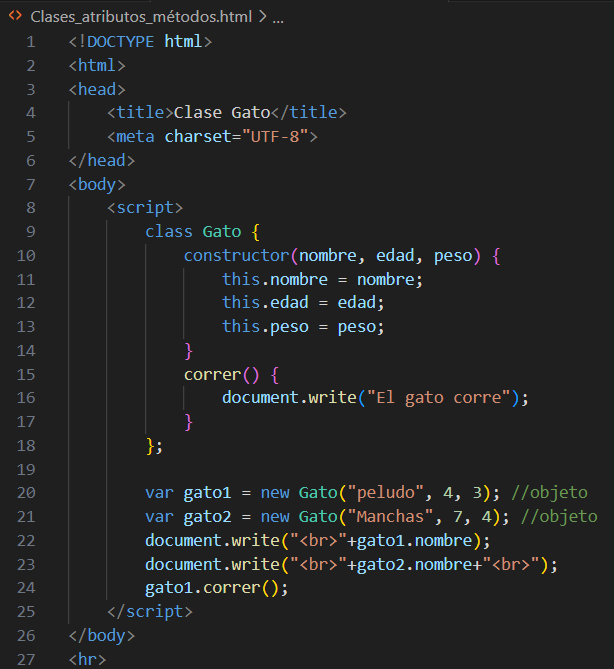 Clases_atributos_métodos.html > ...
1 <!DOCTYPE html>
2 <html>
3 <head>
4     <title>Clase Gato</title>
5     <meta charset="UTF-8">
6 </head>
7 <body>
8     <script>
9         class Gato {
10             constructor(nombre, edad, peso) {
11                 this.nombre = nombre;
12                 this.edad = edad;
13                 this.peso = peso;
14             }
15             correr() {
16                 document.write("El gato corre");
17             }
18         };
19
20         var gato1 = new Gato("peludo", 4, 3); //objeto
21         var gato2 = new Gato("Manchas", 7, 4); //objeto
22         document.write("<br>"+gato1.nombre);
23         document.write("<br>"+gato2.nombre+"<br>");
24         gato1.correr();
25     </script>
26 </body>
27 <hr>